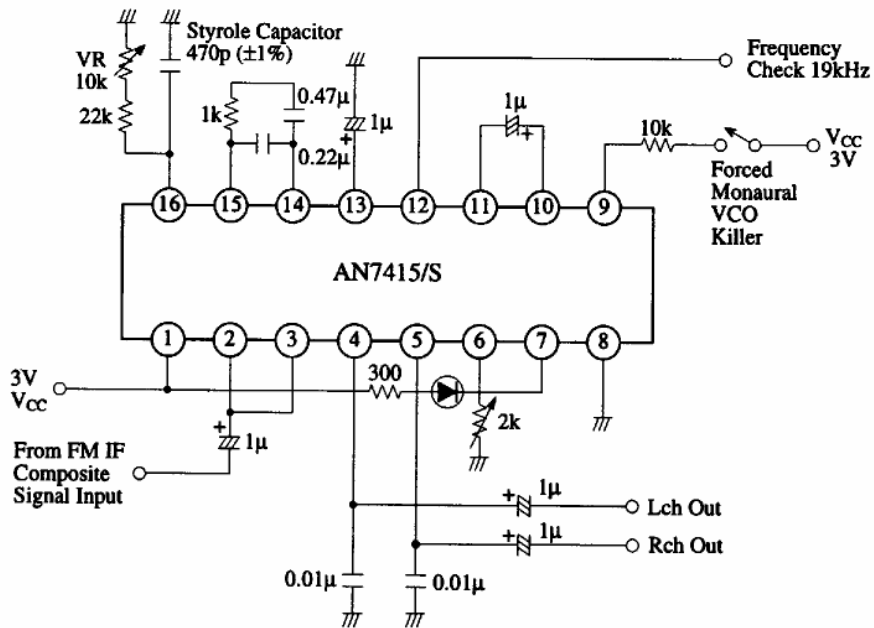 Styrole Capacitor
470p (±1%)
VR
10k
22k
1k
0.47μ
0.22μ
1μ
+
1μ
+
Frequency
Check 19kHz
10k
VCC
3V
Forced
Monaural
VCO
Killer
16
15
14
13
12
11
10
9
AN7415/S
1
2
3
4
5
6
7
8
3V
VCC
300
2k
+
1μ
From FM IF
Composite
Signal Input
+
1μ
Lch Out
+
1μ
Rch Out
0.01μ
0.01μ